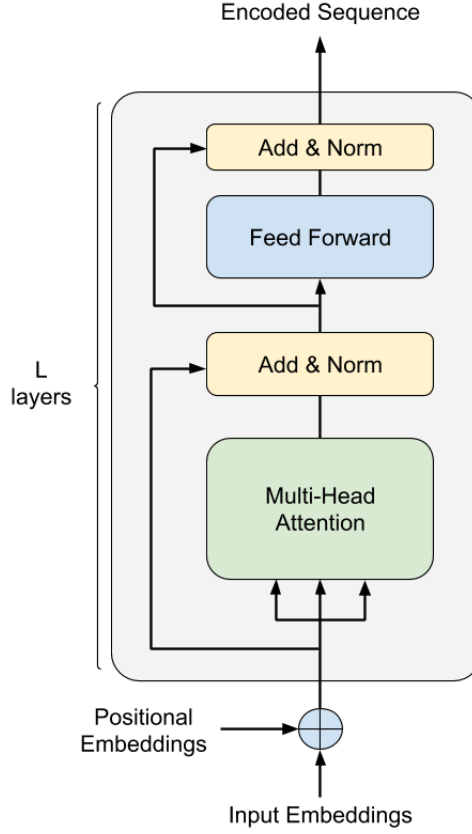 Encoded Sequence
Add & Norm
Feed Forward
Add & Norm
L
layers
Multi-Head
Attention
Positional
Embeddings
Input Embeddings